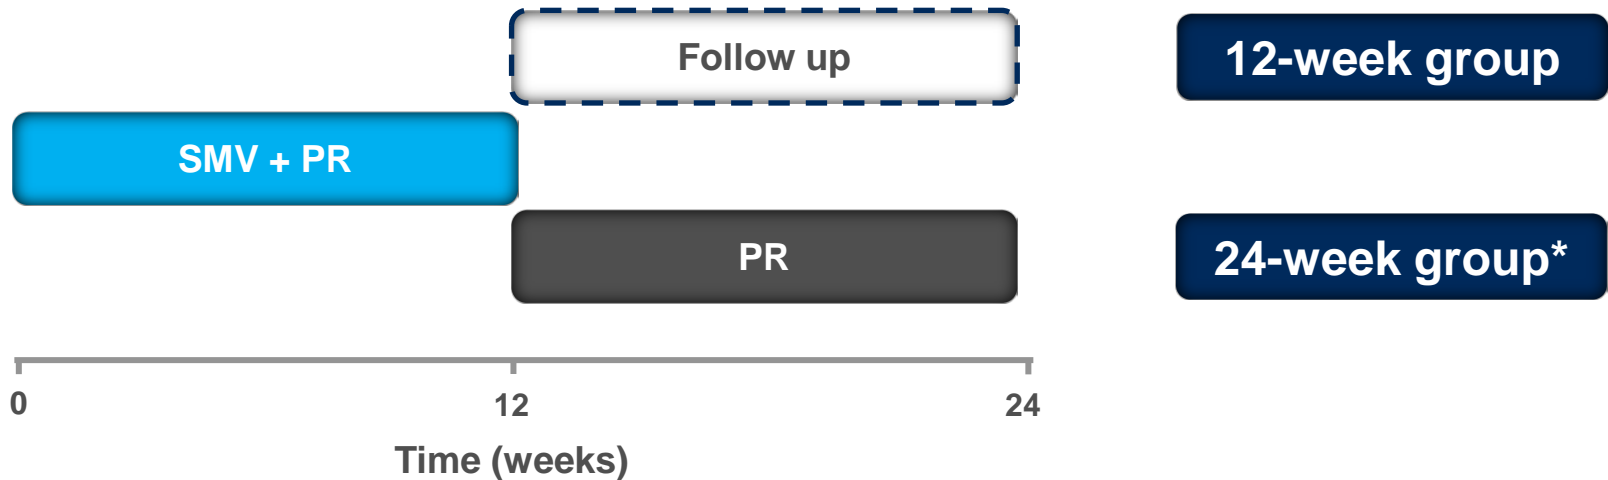 Follow up
12-week group
SMV + PR
PR
24-week group*
0
12
24
Time (weeks)